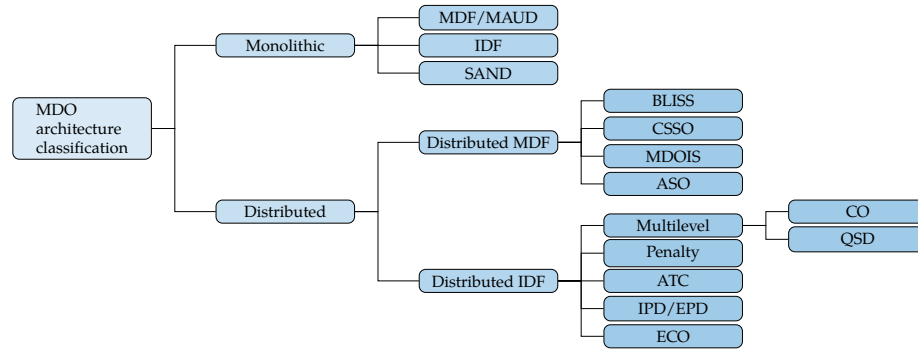 MDO
architecture
classification
Monolithic
MDF/MAUD
IDF
SAND
Distributed
Distributed MDF
BLISS
CSSO
MDOIS
ASO
Distributed IDF
Multilevel
CO
QSD
Penalty
ATC
IPD/EPD
ECO